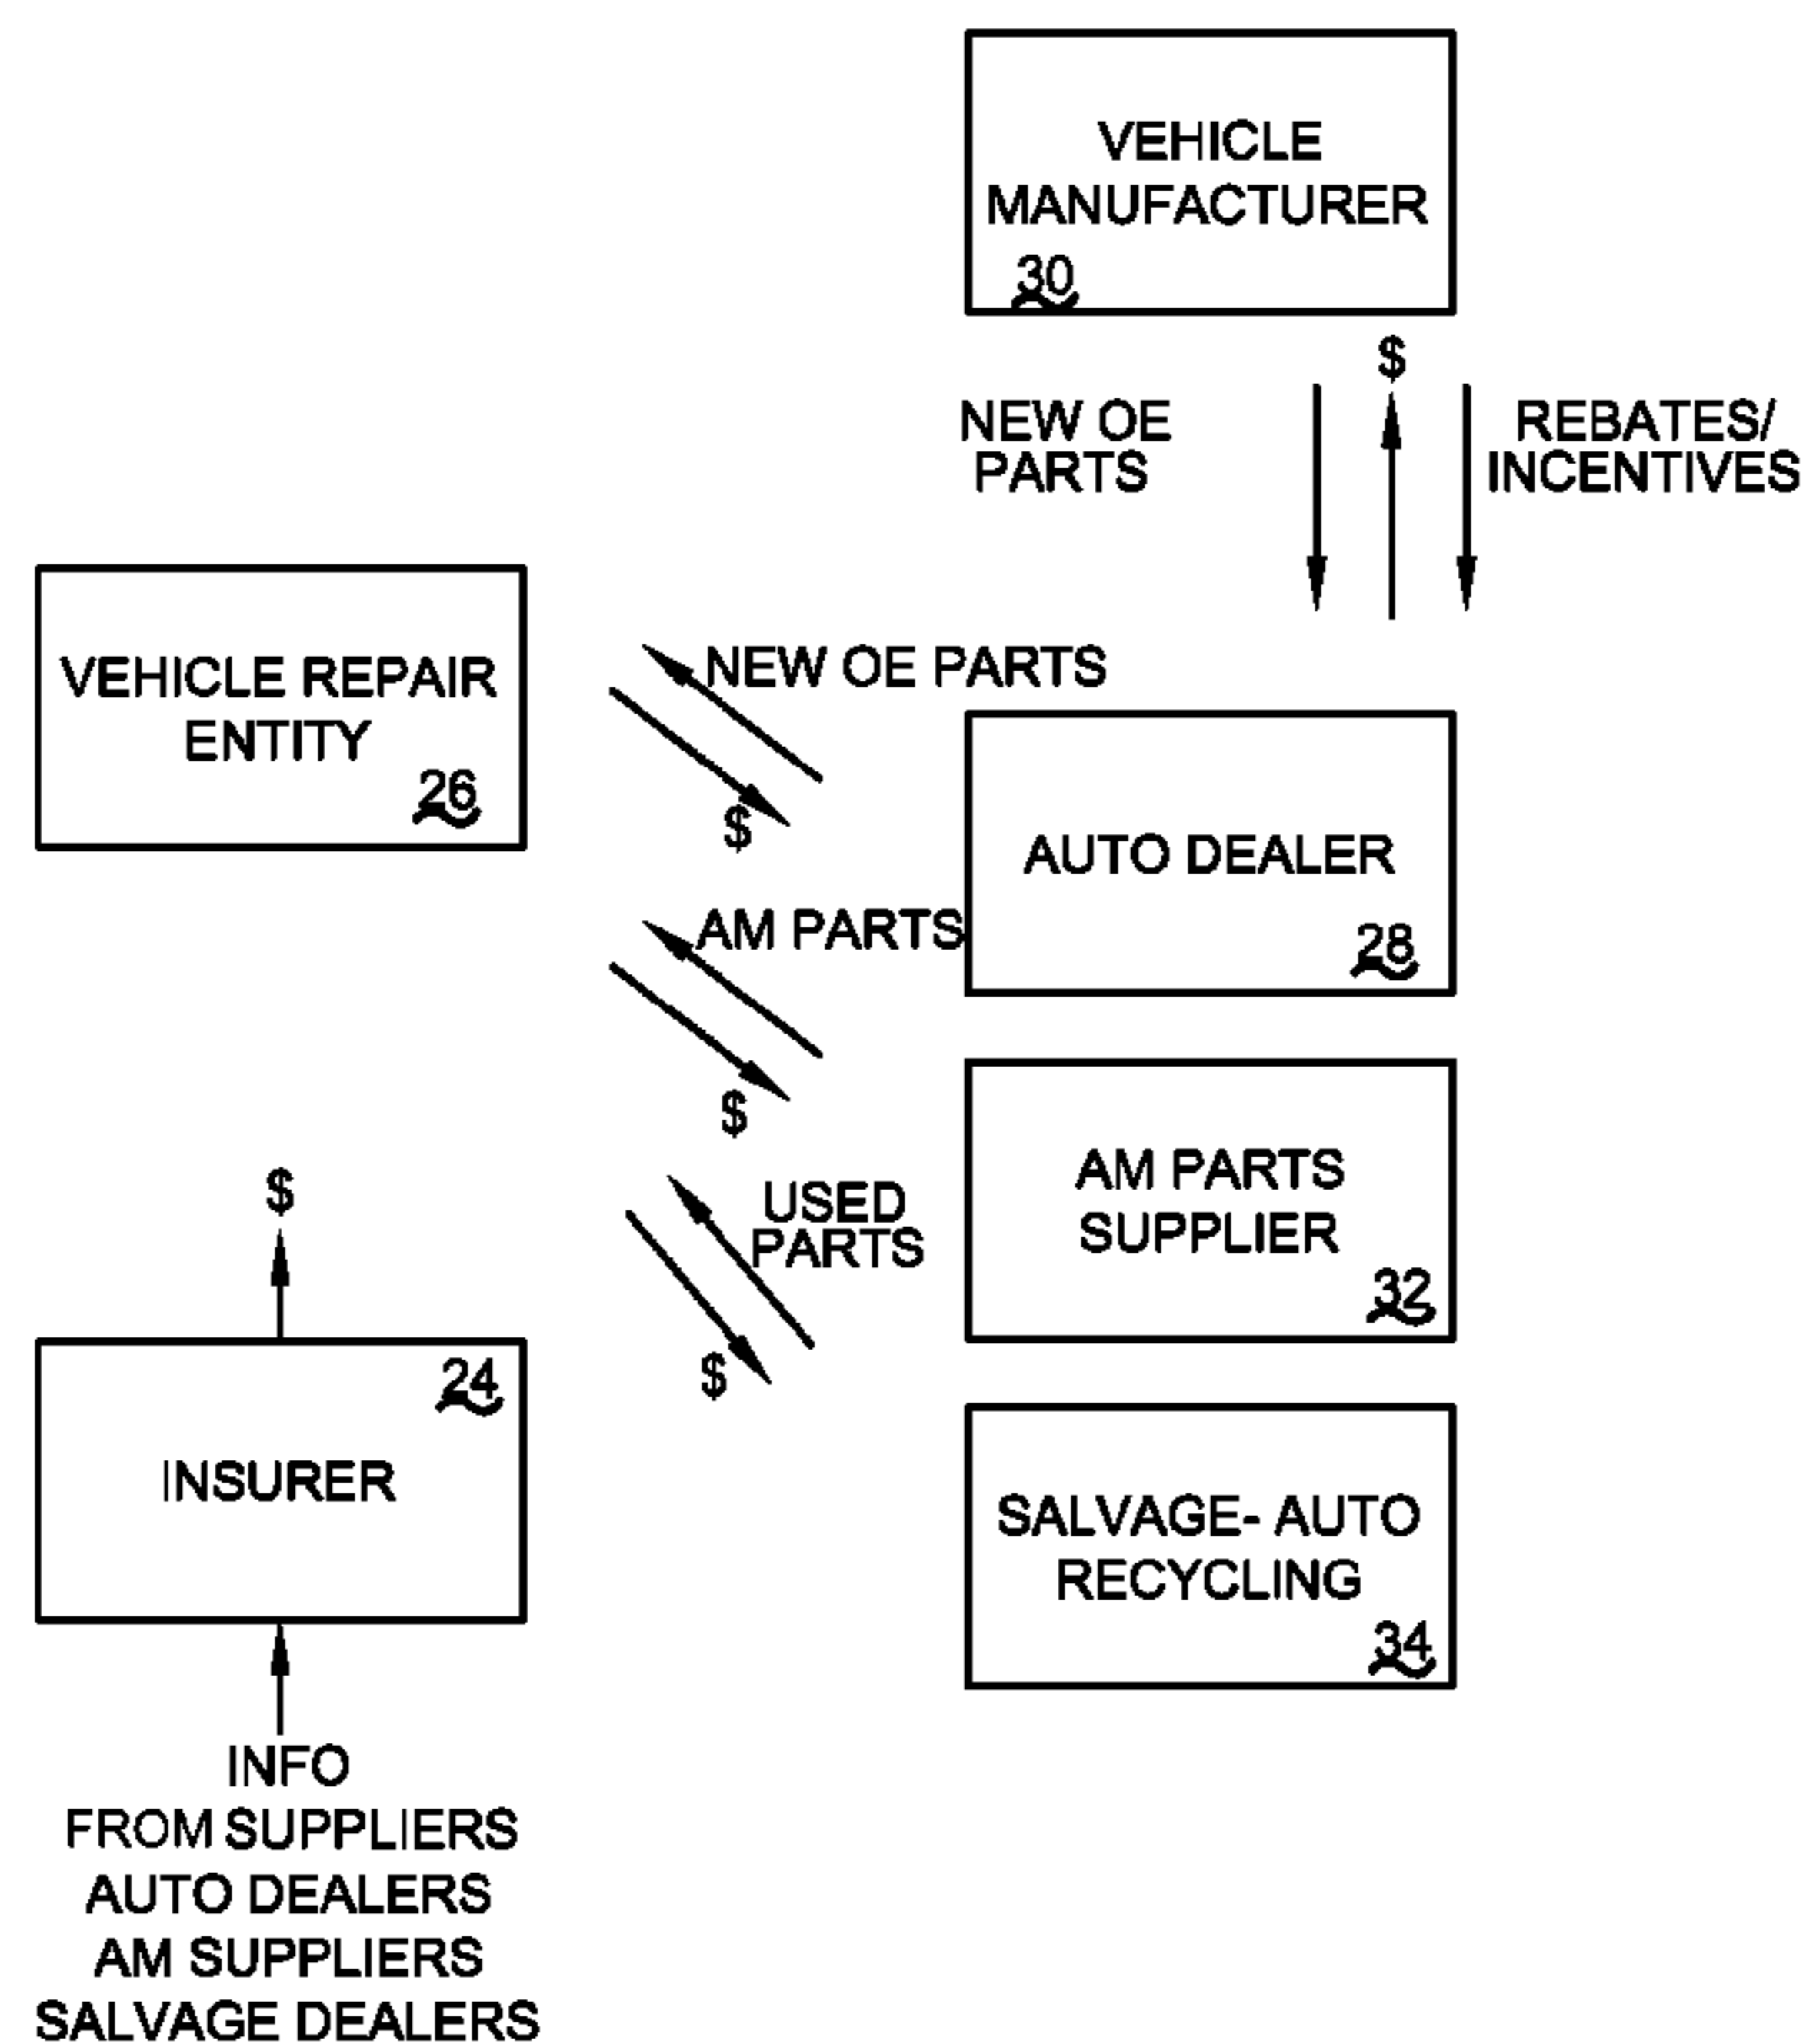 VEHICLE
MANUFACTURER
30
$
NEW OE
PARTS
REBATES/
INCENTIVES
VEHICLE REPAIR
ENTITY
26
NEW OE PARTS
$
AUTO DEALER
28
AM PARTS
$
AM PARTS
SUPPLIER
32
$
USED
PARTS
$
24
INSURER
SALVAGE- AUTO
RECYCLING
34
INFO
FROM SUPPLIERS
AUTO DEALERS
AM SUPPLIERS
SALVAGE DEALERS